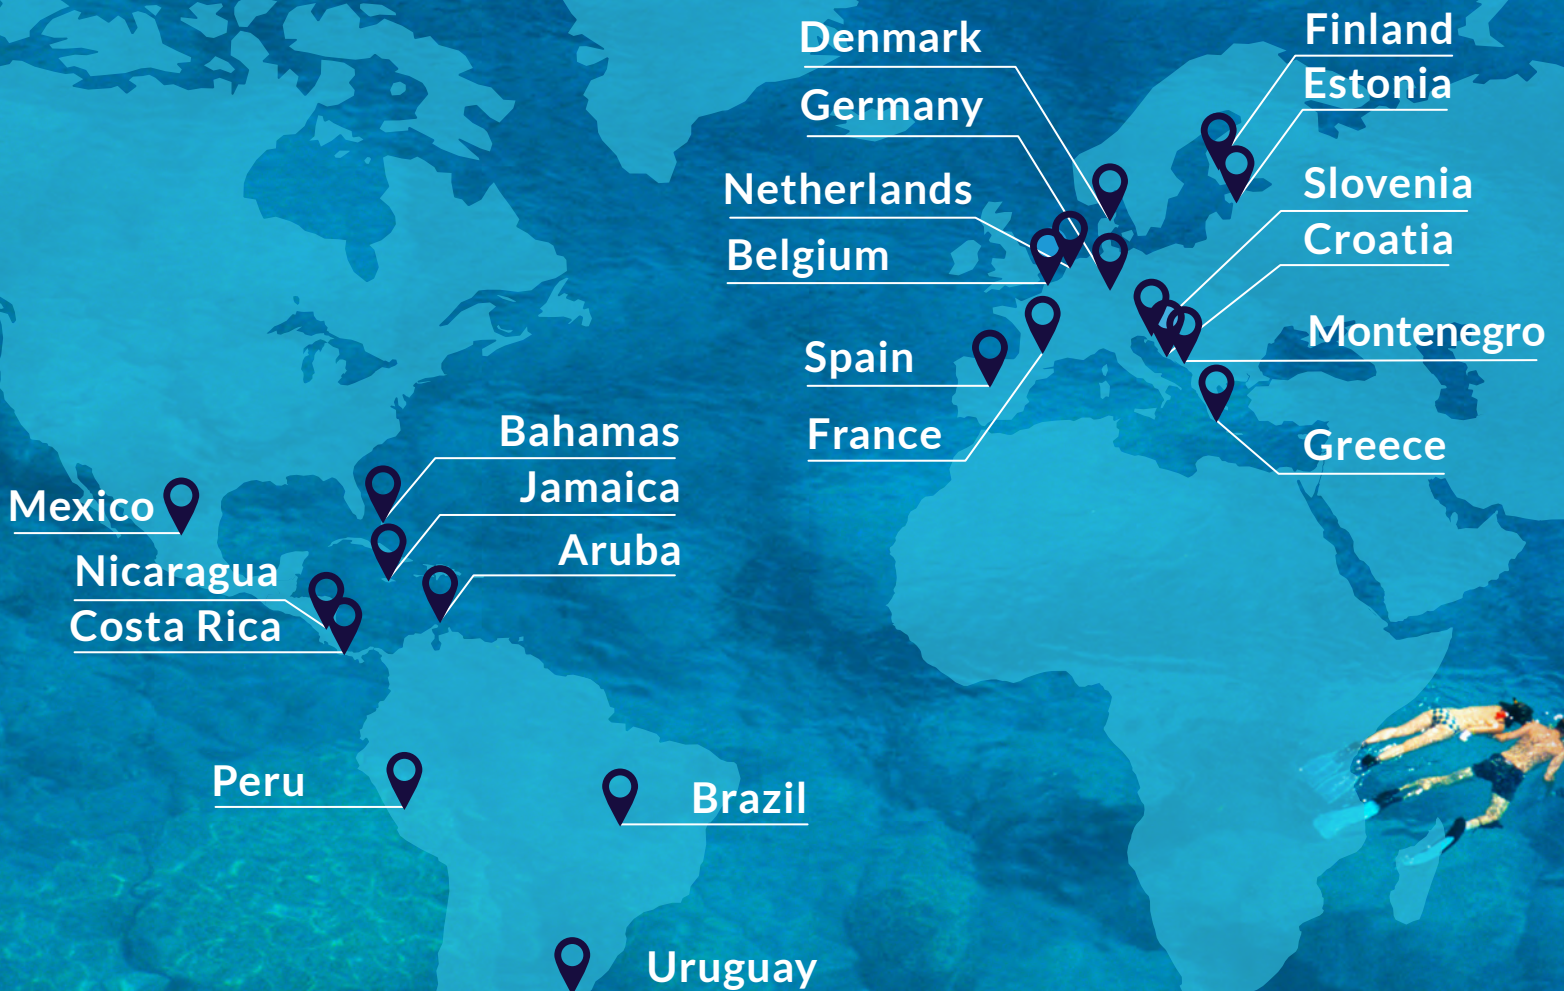 Denmark
Finland
Estonia
Germany
Netherlands
Slovenia
Croatia
Belgium
Montenegro
Spain
France
Greece
Bahamas
Jamaica
Mexico
Aruba
Nicaragua
Costa Rica
Peru
Brazil
Uruguay